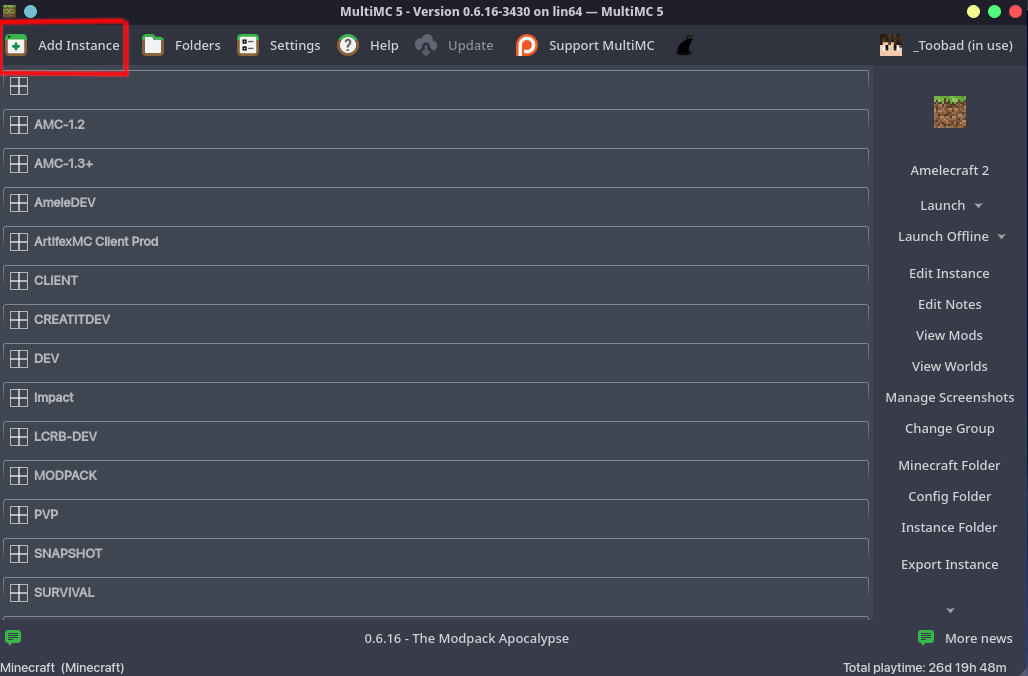 MultiMC 5 - Version 0.6.16-3430 on lin64 — MultiMC 5
Add Instance Folders Settings Help Update Support MultiMC _Toobad (in use)
AMC-1.2
AMC-1.3+
AmeleDEV
ArtifexMC Client Prod
CLIENT
CREATITDEV
DEV
Impact
LCRB-DEV
MODPACK
PVP
SNAPSHOT
SURVIVAL
Amelecraft 2
Launch
Launch Offline
Edit Instance
Edit Notes
View Mods
View Worlds
Manage Screenshots
Change Group
Minecraft Folder
Config Folder
Instance Folder
Export Instance
0.6.16 - The Modpack Apocalypse More news
Minecraft (Minecraft) Total playtime: 26d 19h 48m